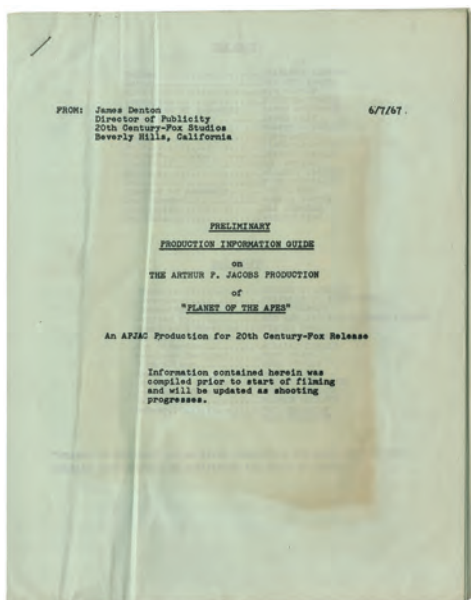 FROM: James Denton 6/7/67.
Director of Publicity
20th Century-Fox Studios
Beverly Hills, California
PRELIMINARY
PRODUCTION INFORMATION GUIDE
on
THE ARTHUR P. JACOBS PRODUCTION
of
"PLANET OF THE APES"
An APJAC Production for 20th Century-Fox Release
Information contained herein was
compiled prior to start of filming
and will be updated as shooting
progresses.